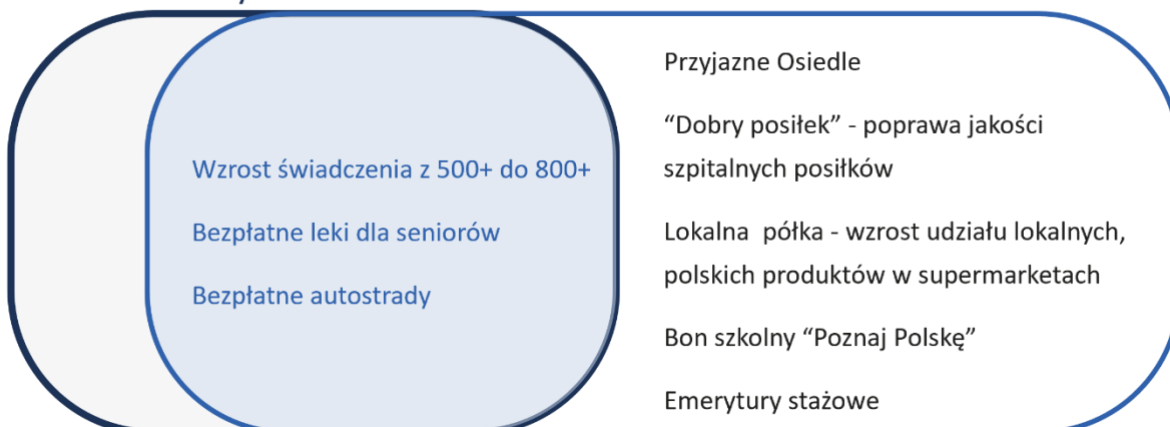 Wzrost świadczenia z 500+ do 800+
Bezpłatne leki dla seniorów
Bezpłatne autostrady
Przyjazne Osiedle
“Dobry posiłek” - poprawa jakości
szpitalnych posiłków
Lokalna  półka - wzrost udziału lokalnych,
polskich produktów w supermarketach
Bon szkolny “Poznaj Polskę”
Emerytury stażowe